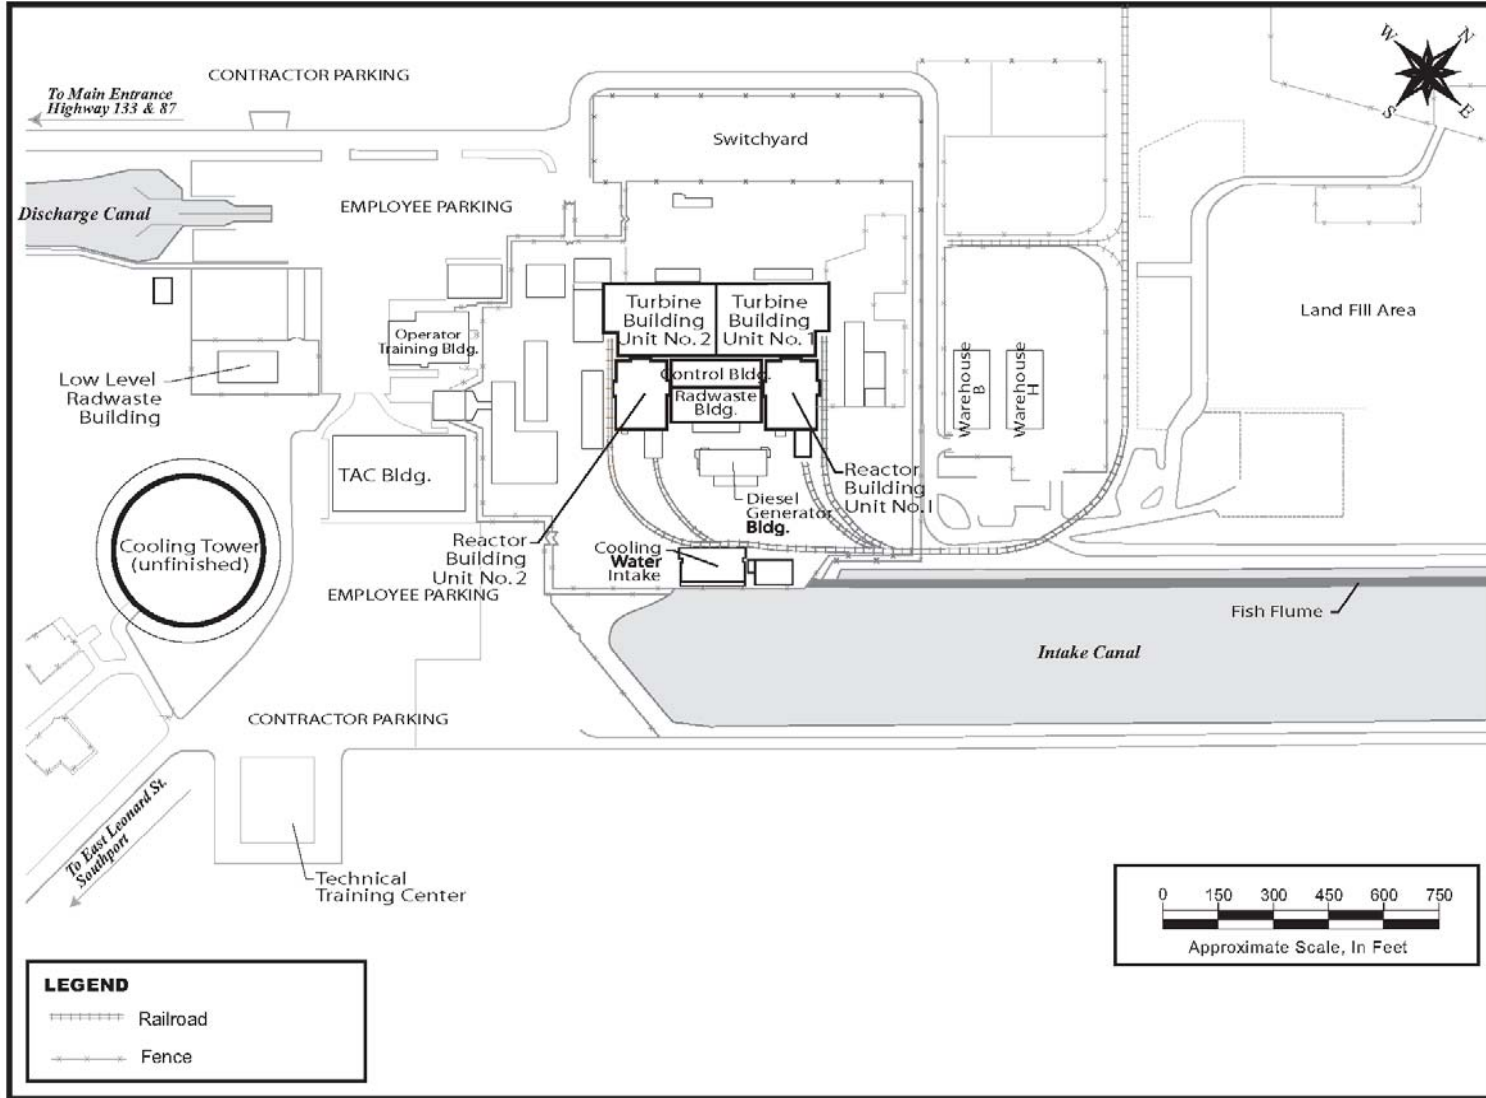 CONTRACTOR PARKING
To Main Entrance
Highway 133 & 87
W
N
S
E
Switchyard
EMPLOYEE PARKING
Discharge Canal
Turbine
Building
Unit No. 2
Turbine
Building
Unit No. 1
Land Fill Area
Operator
Training Bldg.
Control Bldg.
Radwaste
Bldg.
Warehouse
B
Warehouse
H
Low Level
Radwaste
Building
TAC Bldg.
Reactor
Building
Unit No. 1
Diesel
Generator
Bldg.
Reactor
Building
Unit No. 2
Cooling
Water
Intake
Cooling Tower
(unfinished)
EMPLOYEE PARKING
Fish Flume
Intake Canal
CONTRACTOR PARKING
To East Leonard St.
Southport
Technical
Training Center
0 150 300 450 600 750
Approximate Scale, In Feet
LEGEND
Railroad
Fence